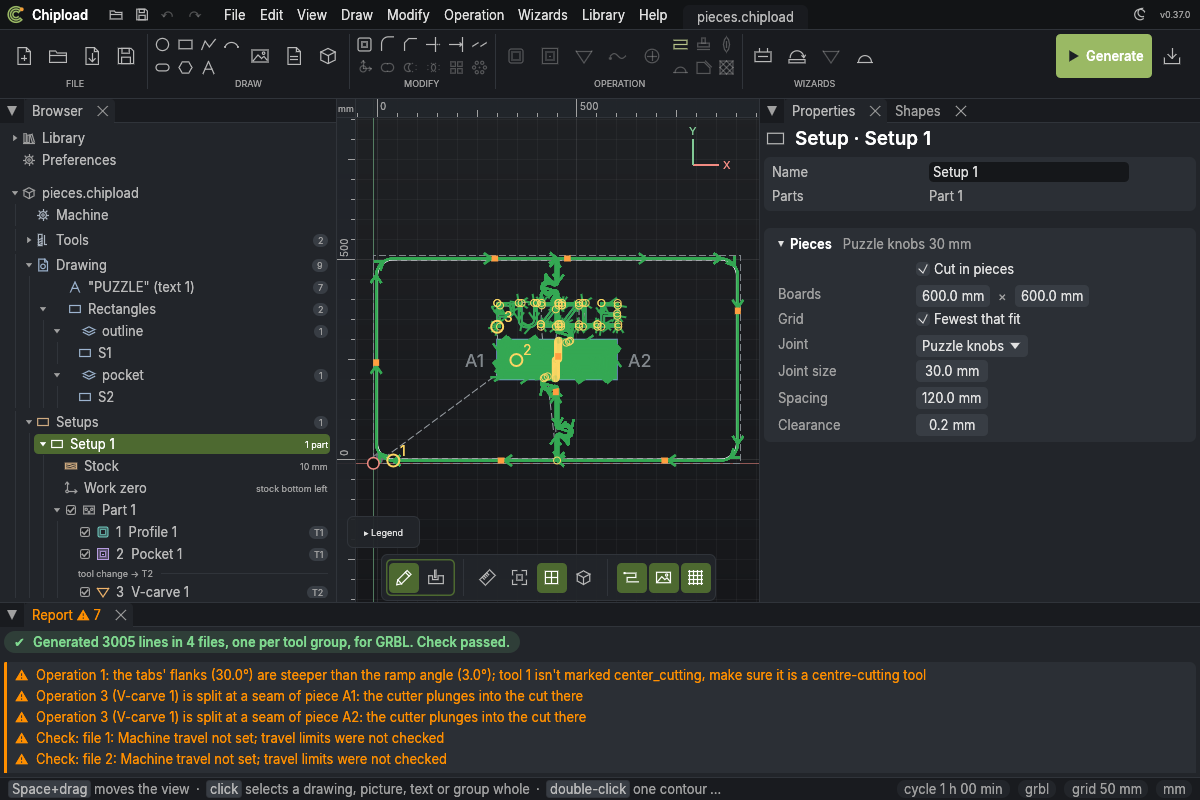 Chipload
File Edit View Draw Modify Operation Wizards Library Help
pieces.chipload
v0.37.0
Generate
FILE
DRAW
MODIFY
OPERATION
WIZARDS
Browser
Library
Preferences
pieces.chipload
Machine
Tools 2
Drawing 9
"PUZZLE" (text 1) 7
Rectangles 2
outline 1
S1
pocket 1
S2
Setups 1
Setup 1 1 part
Stock 10 mm
Work zero stock bottom left
Part 1
1 Profile 1 T1
2 Pocket 1 T1
tool change → T2
3 V-carve 1 T2
mm
0
500
500
0
Y
X
PUZZLE
3
A1
2
A2
1
Legend
Properties
Shapes
Setup · Setup 1
Name Setup 1
Parts Part 1
Pieces Puzzle knobs 30 mm
Cut in pieces
Boards 600.0 mm × 600.0 mm
Grid Fewest that fit
Joint Puzzle knobs
Joint size 30.0 mm
Spacing 120.0 mm
Clearance 0.2 mm
Report 7
Generated 3005 lines in 4 files, one per tool group, for GRBL. Check passed.
Operation 1: the tabs' flanks (30.0°) are steeper than the ramp angle (3.0°); tool 1 isn't marked center_cutting, make sure it is a centre-cutting tool
Operation 3 (V-carve 1) is split at a seam of piece A1: the cutter plunges into the cut there
Operation 3 (V-carve 1) is split at a seam of piece A2: the cutter plunges into the cut there
Check: file 1: Machine travel not set; travel limits were not checked
Check: file 2: Machine travel not set; travel limits were not checked
Space+drag moves the view · click selects a drawing, picture, text or group whole · double-click one contour ...
cycle 1 h 00 min grbl grid 50 mm mm